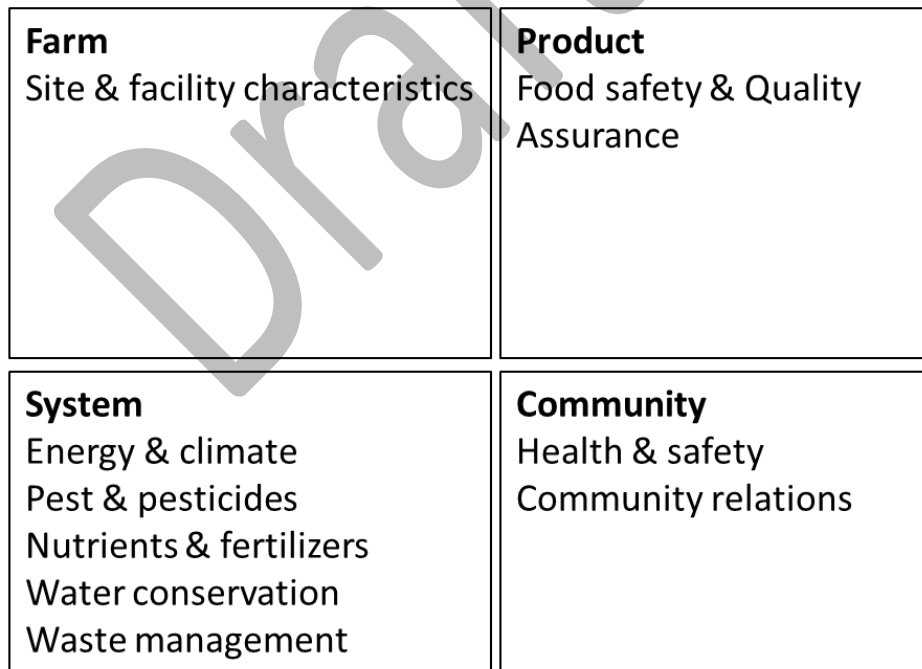 Farm
Site & facility characteristics
Product
Food safety & Quality
Assurance
System
Energy & climate
Pest & pesticides
Nutrients & fertilizers
Water conservation
Waste management
Community
Health & safety
Community relations